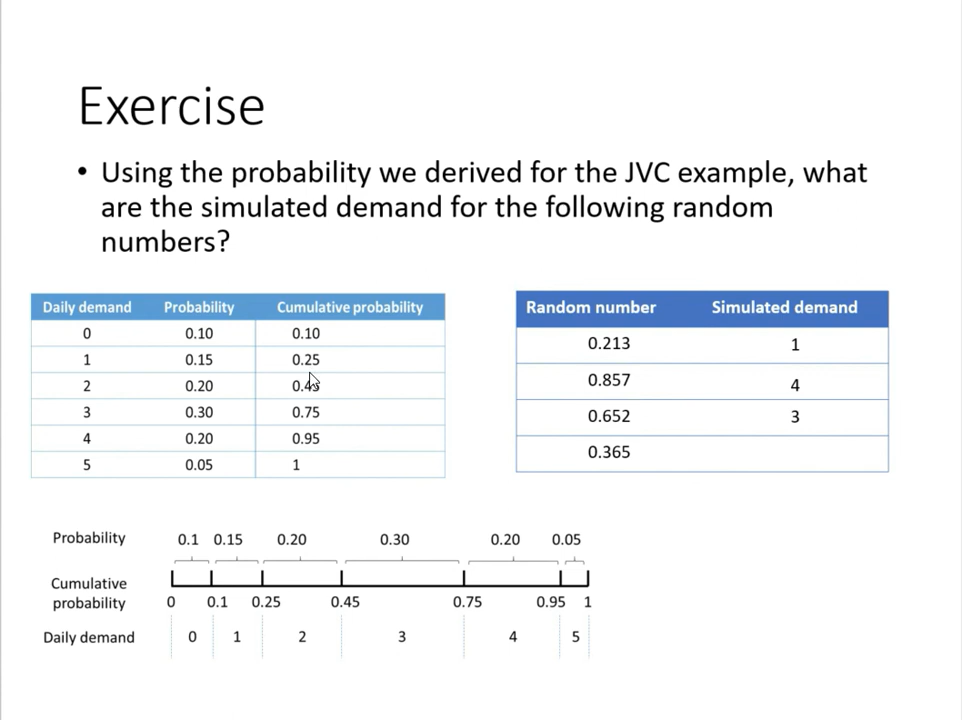 Exercise
• Using the probability we derived for the JVC example, what
are the simulated demand for the following random
numbers?
Daily demand Probability Cumulative probability
0 0.10 0.10
1 0.15 0.25
2 0.20 0.45
3 0.30 0.75
4 0.20 0.95
5 0.05 1
Random number Simulated demand
0.213 1
0.857 4
0.652 3
0.365
Probability 0.1 0.15 0.20 0.30 0.20 0.05
Cumulative
probability 0 0.1 0.25 0.45 0.75 0.95 1
Daily demand 0 1 2 3 4 5